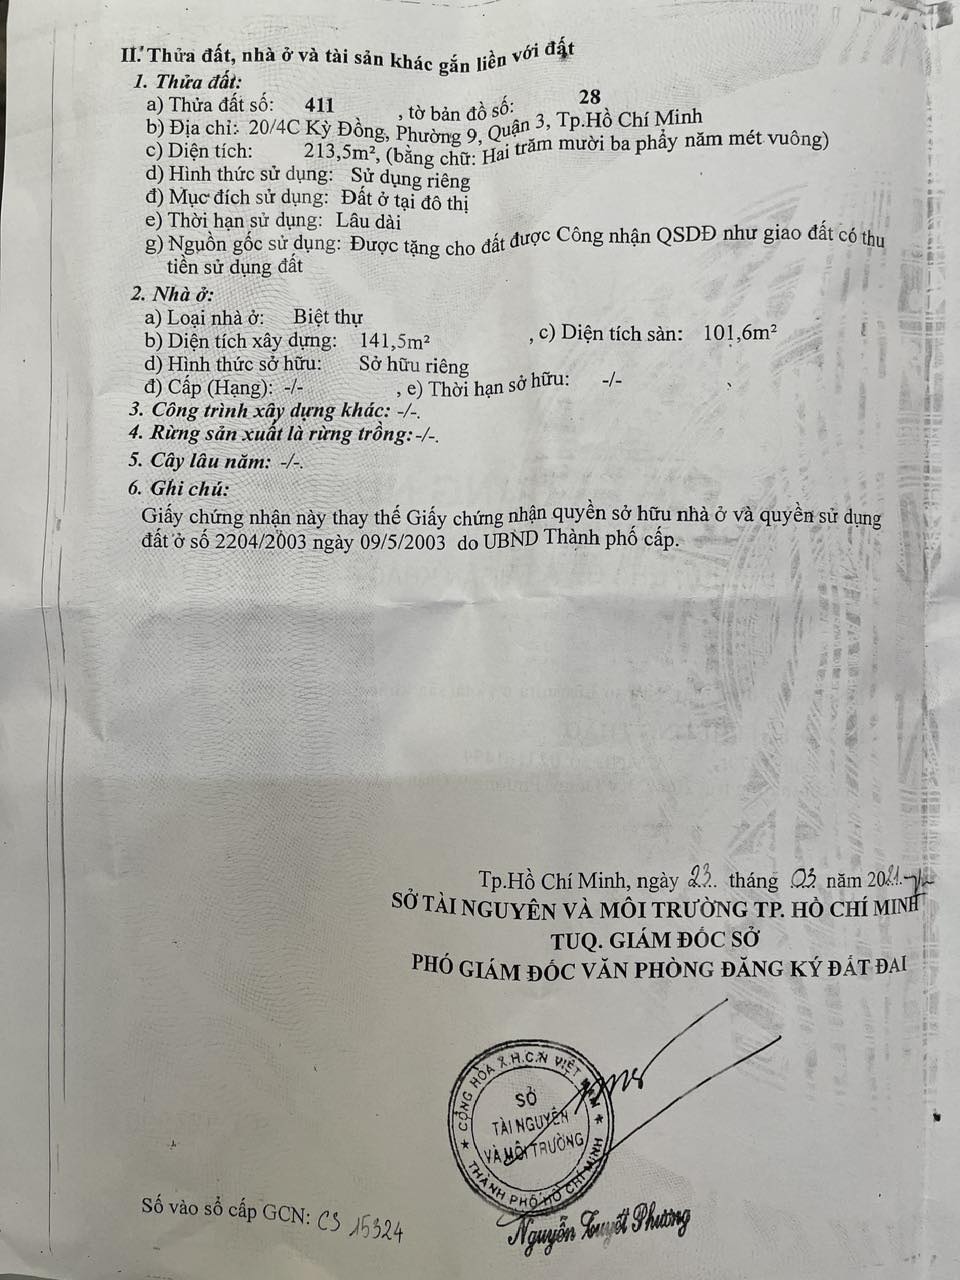 II. Thửa đất, nhà ở và tài sản khác gắn liền với đất
1. Thửa đất:
a) Thửa đất số: 411 , tờ bản đồ số: 28
b) Địa chỉ: 20/4C Kỳ Đồng, Phường 9, Quận 3, Tp.Hồ Chí Minh
c) Diện tích: 213,5m², (bằng chữ: Hai trăm mười ba phẩy năm mét vuông)
d) Hình thức sử dụng: Sử dụng riêng
đ) Mục đích sử dụng: Đất ở tại đô thị
e) Thời hạn sử dụng: Lâu dài
g) Nguồn gốc sử dụng: Được tặng cho đất được Công nhận QSDĐ như giao đất có thu
tiền sử dụng đất
2. Nhà ở:
a) Loại nhà ở: Biệt thự
b) Diện tích xây dựng: 141,5m² , c) Diện tích sàn: 101,6m²
d) Hình thức sở hữu: Sở hữu riêng
đ) Cấp (Hạng): -/- , e) Thời hạn sở hữu: -/-
3. Công trình xây dựng khác: -/-.
4. Rừng sản xuất là rừng trồng:-/-.
5. Cây lâu năm: -/-.
6. Ghi chú:
Giấy chứng nhận này thay thế Giấy chứng nhận quyền sở hữu nhà ở và quyền sử dụng
đất ở số 2204/2003 ngày 09/5/2003 do UBND Thành phố cấp.
Tp.Hồ Chí Minh, ngày 23 tháng 03 năm 2021
SỞ TÀI NGUYÊN VÀ MÔI TRƯỜNG TP. HỒ CHÍ MINH
TUQ. GIÁM ĐỐC SỞ
PHÓ GIÁM ĐỐC VĂN PHÒNG ĐĂNG KÝ ĐẤT ĐAI
CỘNG HÒA X.H.C.N VIỆT NAM
SỞ
TÀI NGUYÊN
VÀ MÔI TRƯỜNG
THÀNH PHỐ HỒ CHÍ MINH
Nguyễn Tuyết Phương
Số vào sổ cấp GCN: CS 15324